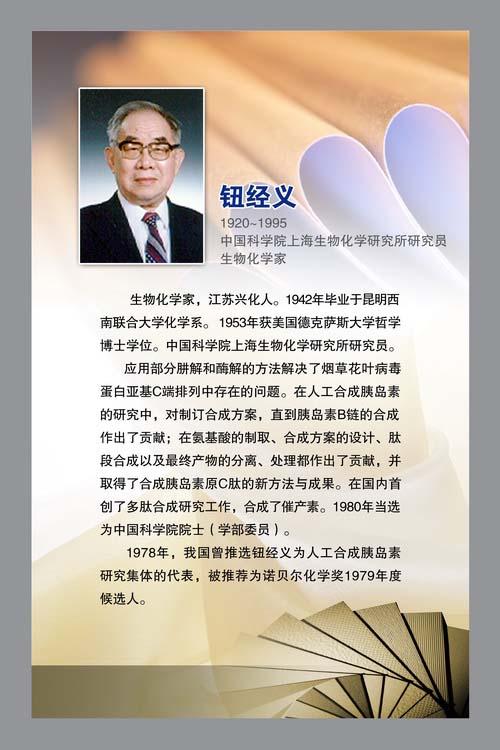 钮经义
1920~1995
中国科学院上海生物化学研究所研究员
生物化学家
生物化学家，江苏兴化人。1942年毕业于昆明西
南联合大学化学系。1953年获美国德克萨斯大学哲学
博士学位。中国科学院上海生物化学研究所研究员。
应用部分肼解和酶解的方法解决了烟草花叶病毒
蛋白亚基C端排列中存在的问题。在人工合成胰岛素
的研究中，对制订合成方案，直到胰岛素B链的合成
作出了贡献；在氨基酸的制取、合成方案的设计、肽
段合成以及最终产物的分离、处理都作出了贡献，并
取得了合成胰岛素原C肽的新方法与成果。在国内首
创了多肽合成研究工作，合成了催产素。1980年当选
为中国科学院院士（学部委员）。
1978年，我国曾推选钮经义为人工合成胰岛素
研究集体的代表，被推荐为诺贝尔化学奖1979年度
候选人。